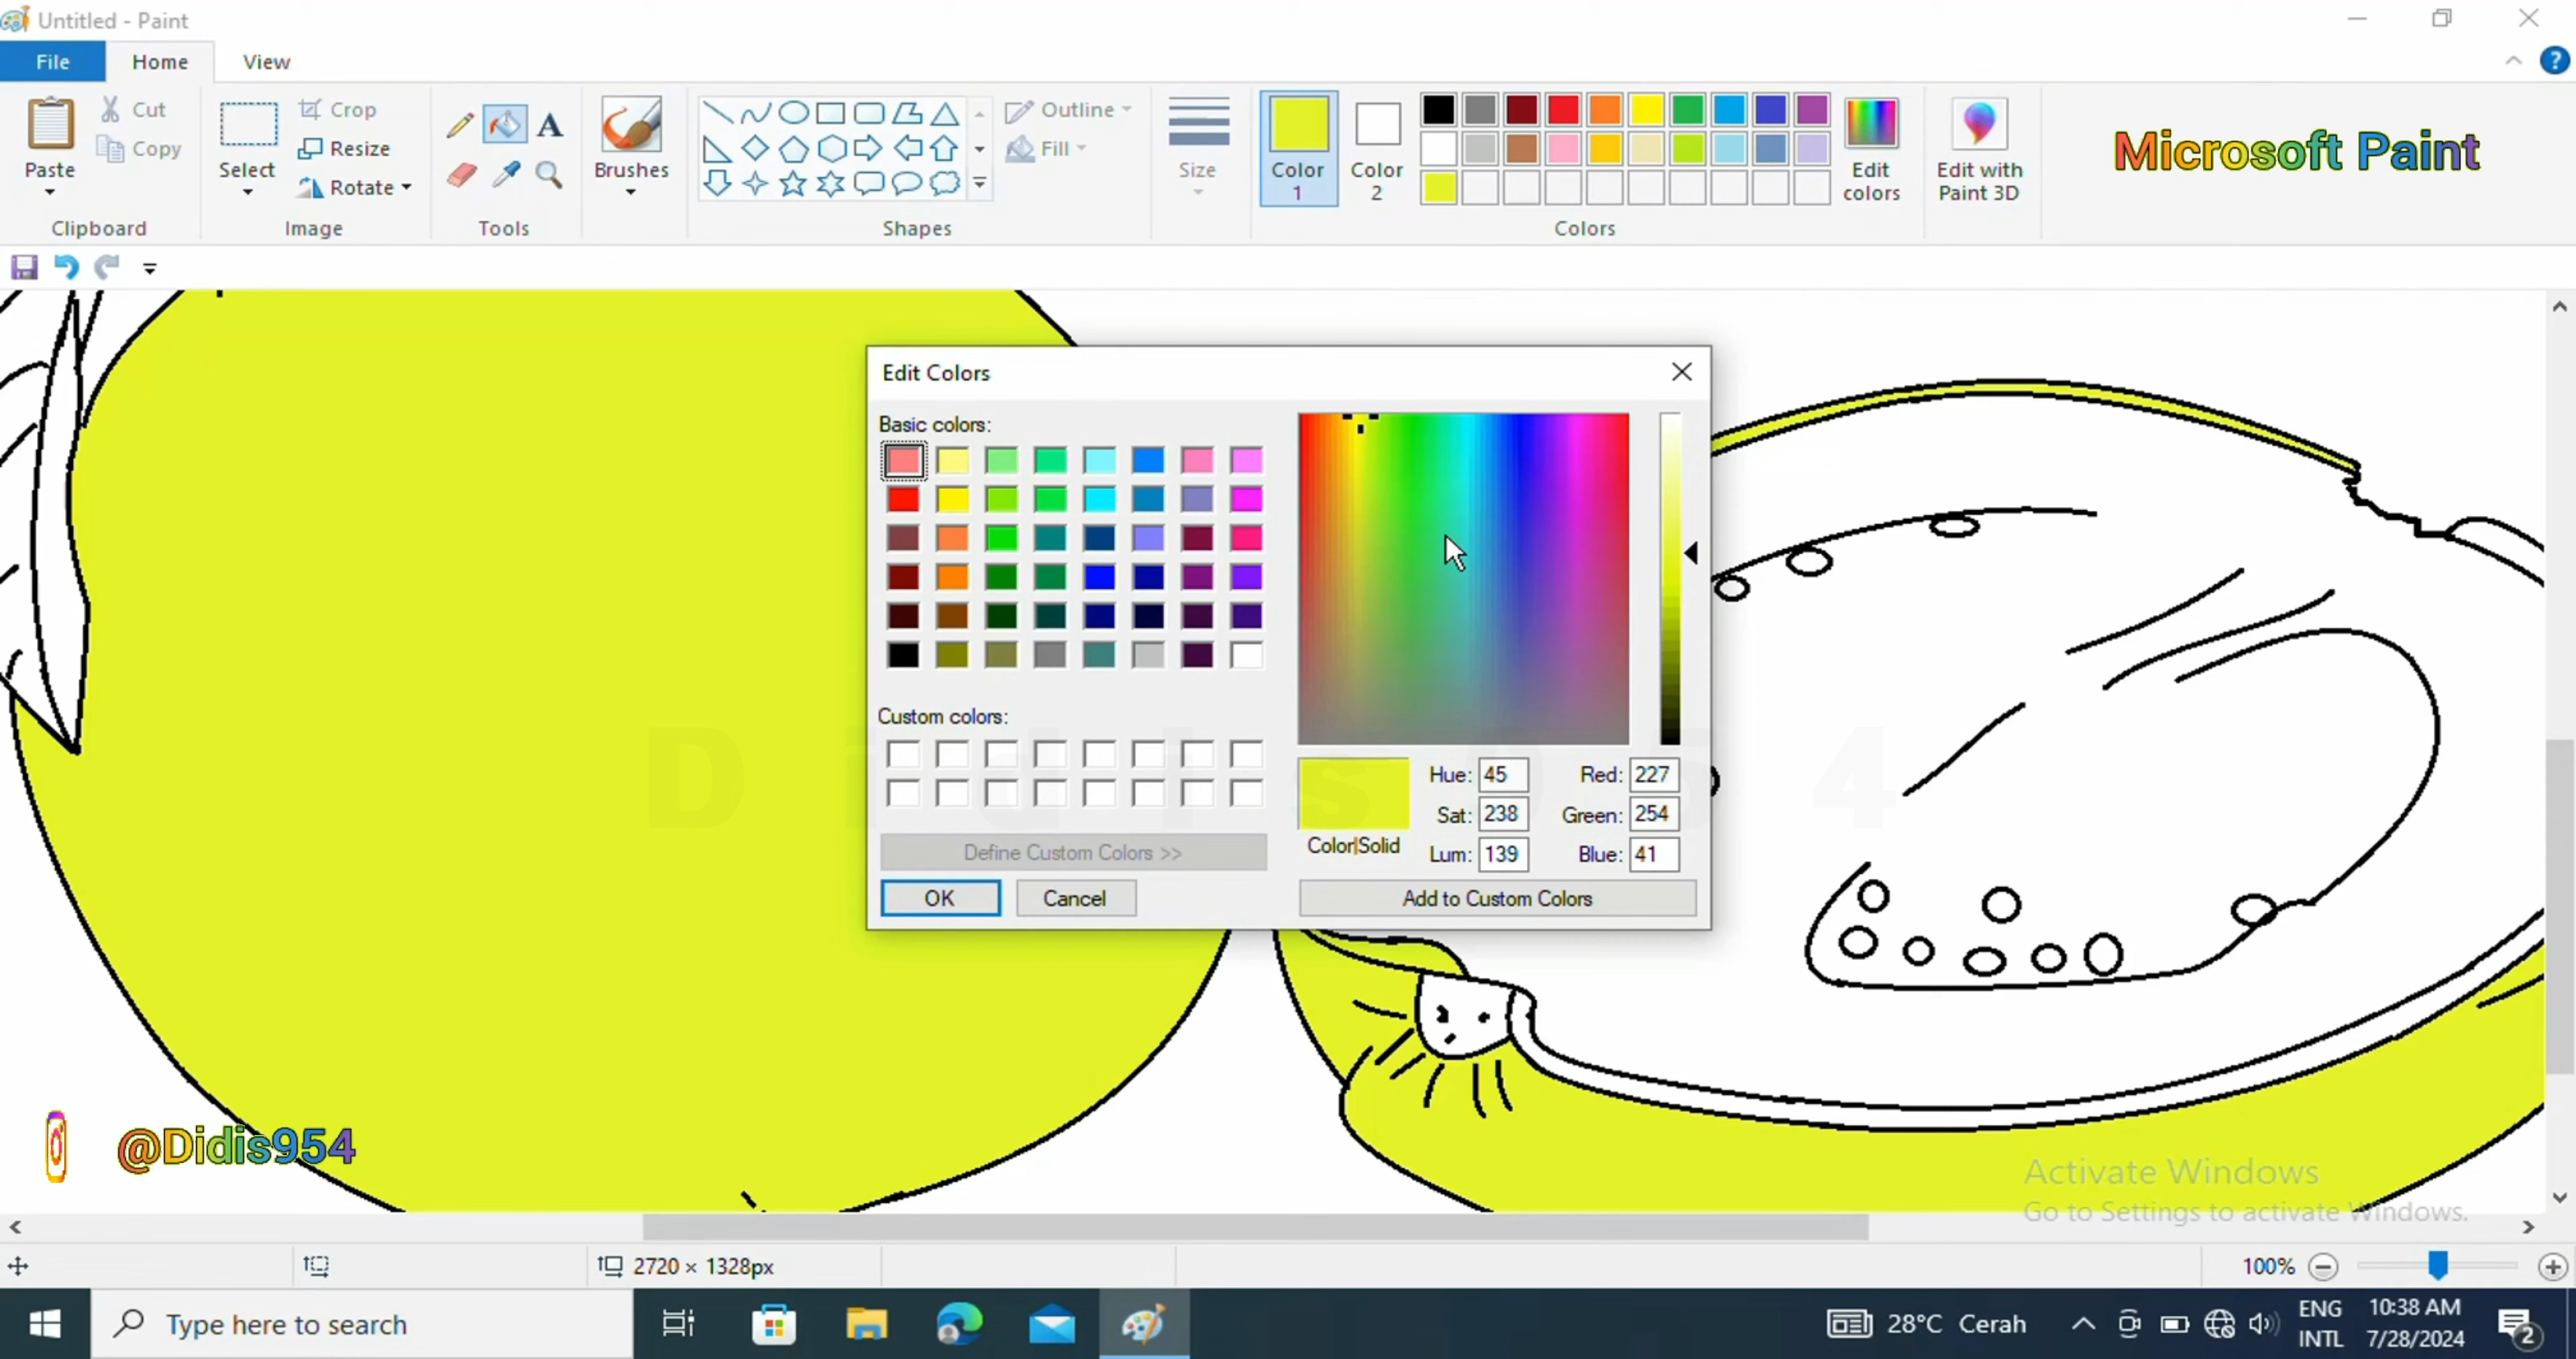 Untitled - Paint
File Home View
Paste Cut Copy Clipboard
Select Crop Resize Rotate Image
A
Tools
Brushes
Outline Fill Shapes
Size
Color 1 Color 2 Edit colors Colors
Edit with Paint 3D
Microsoft Paint
Edit Colors
Basic colors:
Custom colors:
Define Custom Colors >>
OK Cancel
Color|Solid
Hue: 45 Red: 227
Sat: 238 Green: 254
Lum: 139 Blue: 41
Add to Custom Colors
Didis954
@Didis954
Activate Windows
Go to Settings to activate Windows.
2720 × 1328px 100%
Type here to search
28°C Cerah
ENG 10:38 AM
INTL 7/28/2024
2